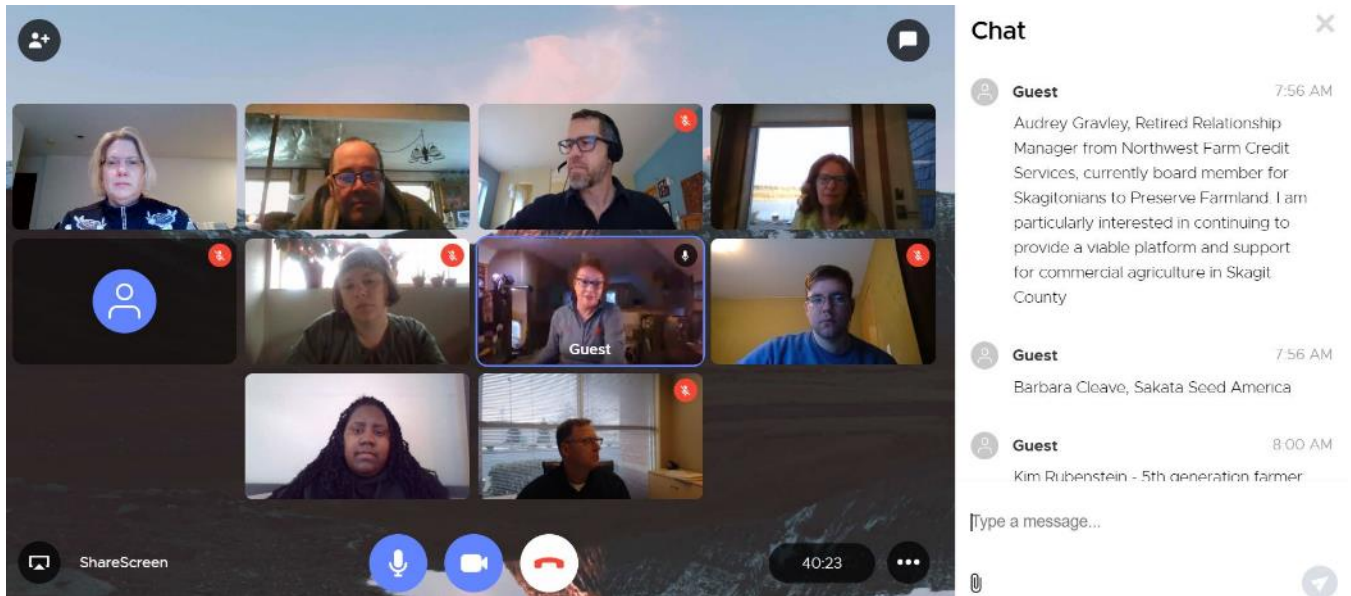 Chat
Guest 7:56 AM
Audrey Gravley, Retired Relationship
Manager from Northwest Farm Credit
Services, currently board member for
Skagitonians to Preserve Farmland. I am
particularly interested in continuing to
provide a viable platform and support
for commercial agriculture in Skagit
County
Guest 7:56 AM
Barbara Cleave, Sakata Seed America
Guest 8:00 AM
Kim Rubenstein - 5th generation farmer
Type a message...
Guest
ShareScreen
40:23